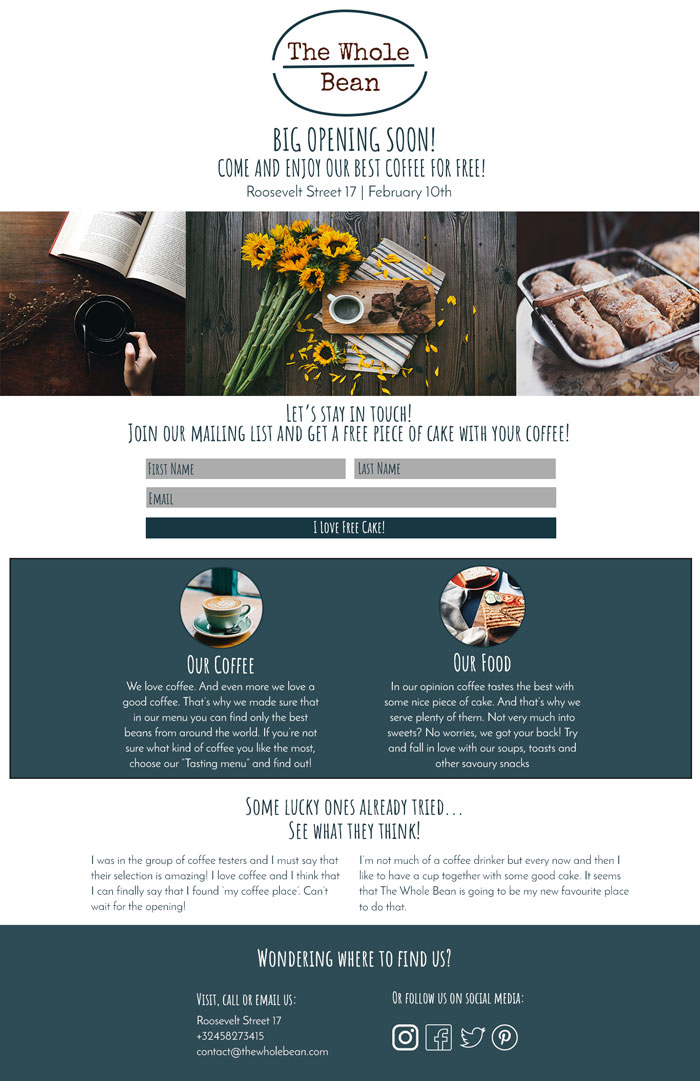 The Whole
Bean
BIG OPENING SOON!
COME AND ENJOY OUR BEST COFFEE FOR FREE!
Roosevelt Street 17 | February 10th
Let's stay in touch!
Join our mailing list and get a free piece of cake with your coffee!
First Name
Last Name
Email
I Love Free Cake!
Our Coffee
We love coffee. And even more we love a
good coffee. That's why we made sure that
in our menu you can find only the best
beans from around the world. If you're not
sure what kind of coffee you like the most,
choose our "Tasting menu" and find out!
Our Food
In our opinion coffee tastes the best with
some nice piece of cake. And that's why we
serve plenty of them. Not very much into
sweets? No worries, we got your back! Try
and fall in love with our soups, toasts and
other savoury snacks
Some lucky ones already tried...
See what they think!
I was in the group of coffee testers and I must say that
their selection is amazing! I love coffee and I think that
I can finally say that I found 'my coffee place'. Can't
wait for the opening!
I'm not much of a coffee drinker but every now and then I
like to have a cup together with some good cake. It seems
that The Whole Bean is going to be my new favourite place
to do that.
Wondering where to find us?
Visit, call or email us:
Roosevelt Street 17
+32458273415
contact@thewholebean.com
Or follow us on social media: